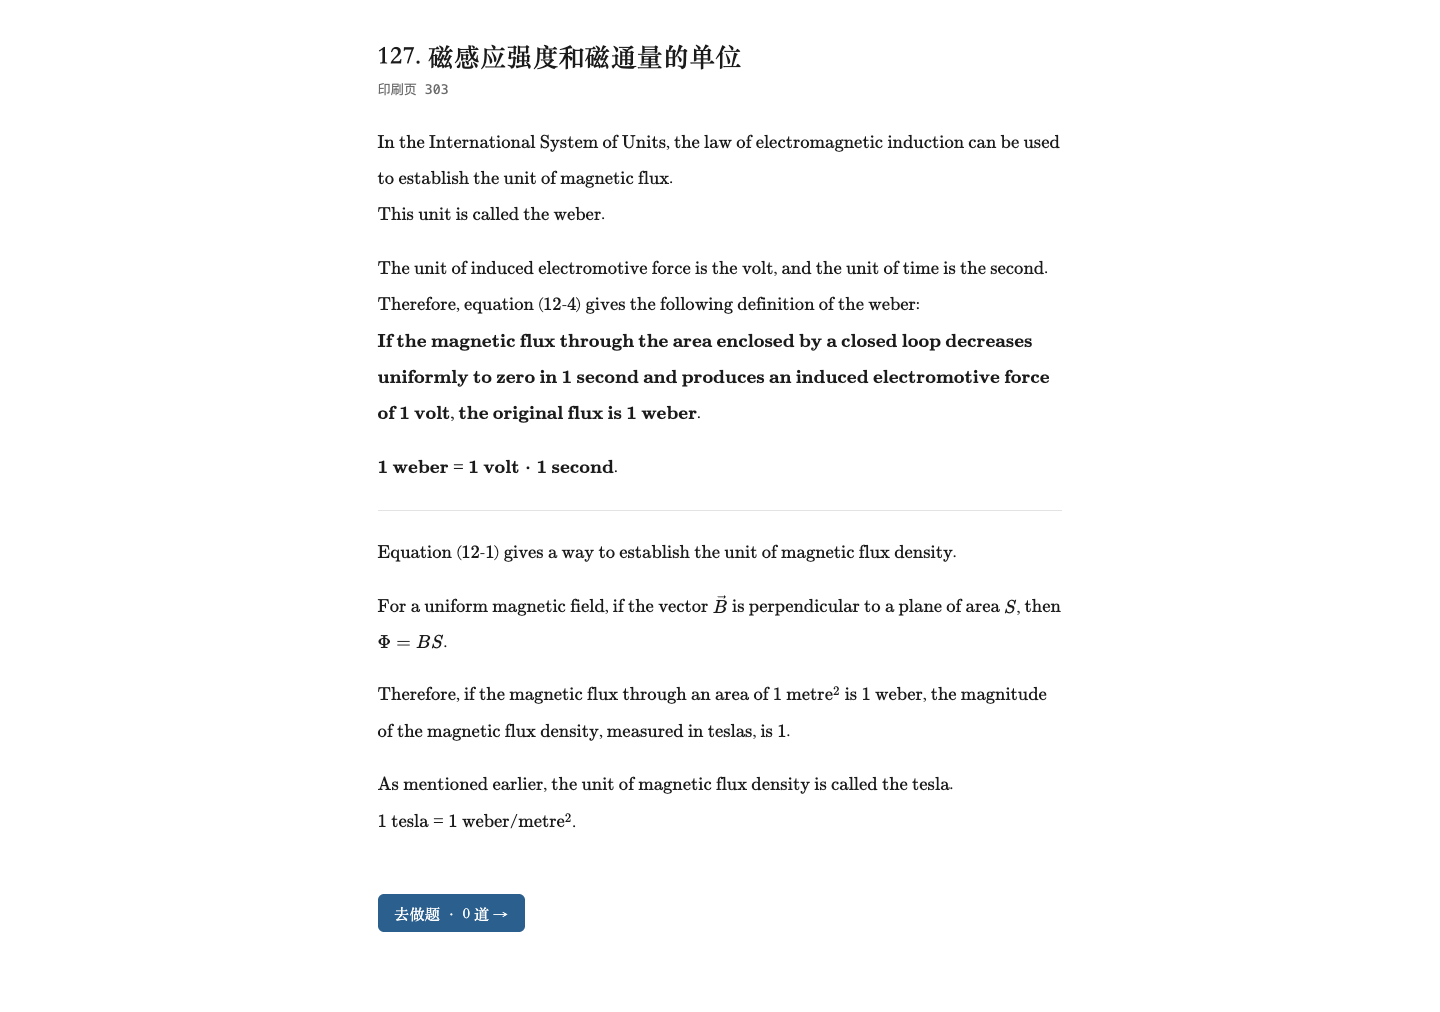 127. 磁感应强度和磁通量的单位
印刷页 303
In the International System of Units, the law of electromagnetic induction can be used
to establish the unit of magnetic flux.
This unit is called the weber.
The unit of induced electromotive force is the volt, and the unit of time is the second.
Therefore, equation (12-4) gives the following definition of the weber:
If the magnetic flux through the area enclosed by a closed loop decreases
uniformly to zero in 1 second and produces an induced electromotive force
of 1 volt, the original flux is 1 weber.
1 weber = 1 volt · 1 second.
Equation (12-1) gives a way to establish the unit of magnetic flux density.
For a uniform magnetic field, if the vector $\vec{B}$ is perpendicular to a plane of area S, then
Φ = BS.
Therefore, if the magnetic flux through an area of 1 metre² is 1 weber, the magnitude
of the magnetic flux density, measured in teslas, is 1.
As mentioned earlier, the unit of magnetic flux density is called the tesla.
1 tesla = 1 weber/metre².
去做题 · 0 道 →